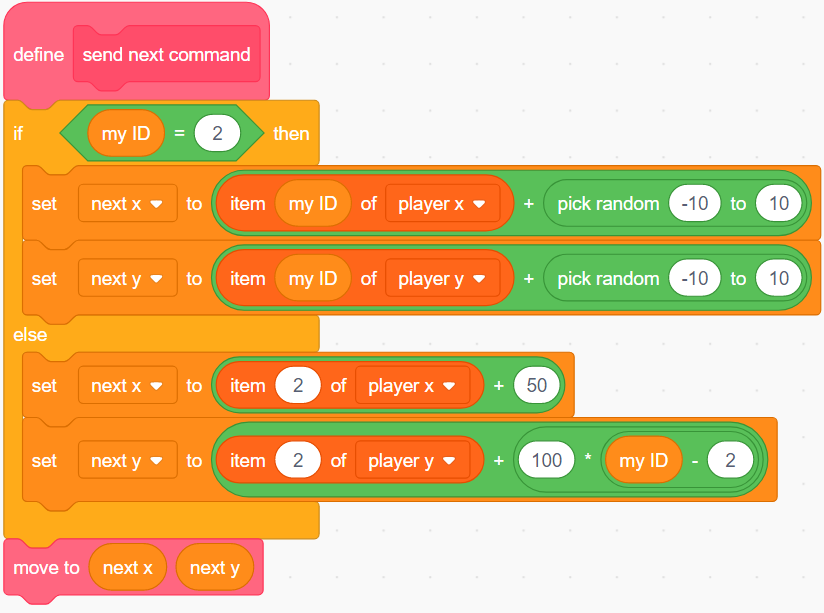 define send next command
if my ID = 2 then
set next x to item my ID of player x + pick random -10 to 10
set next y to item my ID of player y + pick random -10 to 10
else
set next x to item 2 of player x + 50
set next y to item 2 of player y + 100 * my ID - 2
move to next x next y